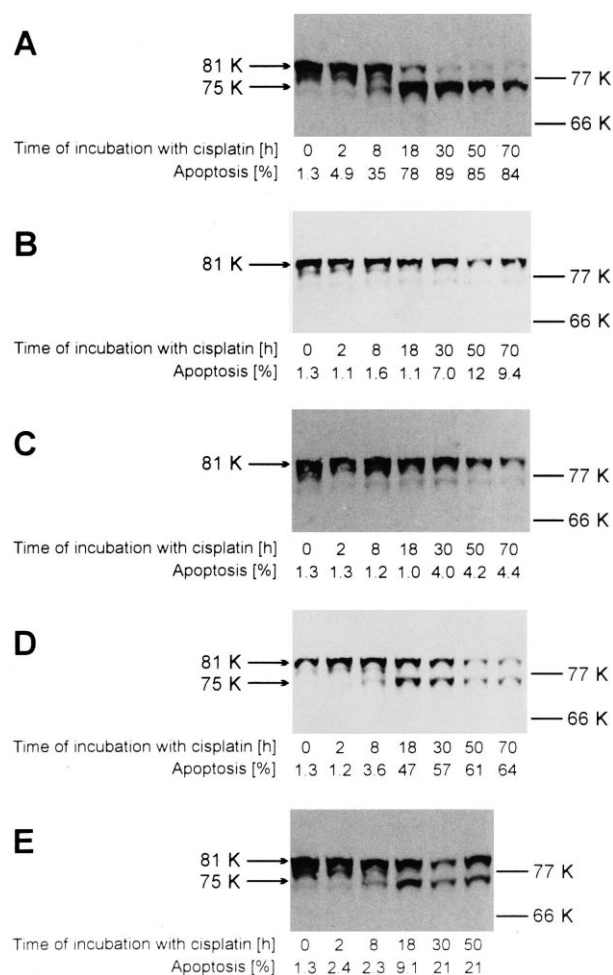 A
81 K
75 K
77 K
66 K
Time of incubation with cisplatin [h] 0 2 8 18 30 50 70
Apoptosis [%] 1.3 4.9 35 78 89 85 84
B
81 K
77 K
66 K
Time of incubation with cisplatin [h] 0 2 8 18 30 50 70
Apoptosis [%] 1.3 1.1 1.6 1.1 7.0 12 9.4
C
81 K
77 K
66 K
Time of incubation with cisplatin [h] 0 2 8 18 30 50 70
Apoptosis [%] 1.3 1.3 1.2 1.0 4.0 4.2 4.4
D
81 K
75 K
77 K
66 K
Time of incubation with cisplatin [h] 0 2 8 18 30 50 70
Apoptosis [%] 1.3 1.2 3.6 47 57 61 64
E
81 K
75 K
77 K
66 K
Time of incubation with cisplatin [h] 0 2 8 18 30 50
Apoptosis [%] 1.3 2.4 2.3 9.1 21 21